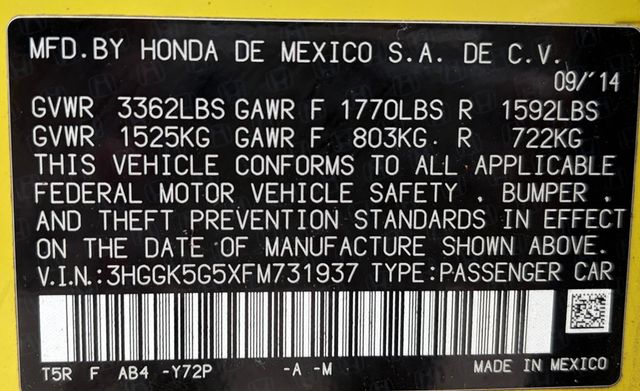 MFD.BY HONDA DE MEXICO S.A. DE C.V.
09/'14
GVWR 3362LBS GAWR F 1770LBS R 1592LBS
GVWR 1525KG GAWR F 803KG R 722KG
THIS VEHICLE CONFORMS TO ALL APPLICABLE
FEDERAL MOTOR VEHICLE SAFETY , BUMPER ,
AND THEFT PREVENTION STANDARDS IN EFFECT
ON THE DATE OF MANUFACTURE SHOWN ABOVE.
V.I.N.:3HGGK5G5XFM731937 TYPE:PASSENGER CAR
T5R F AB4 -Y72P -A -M MADE IN MEXICO